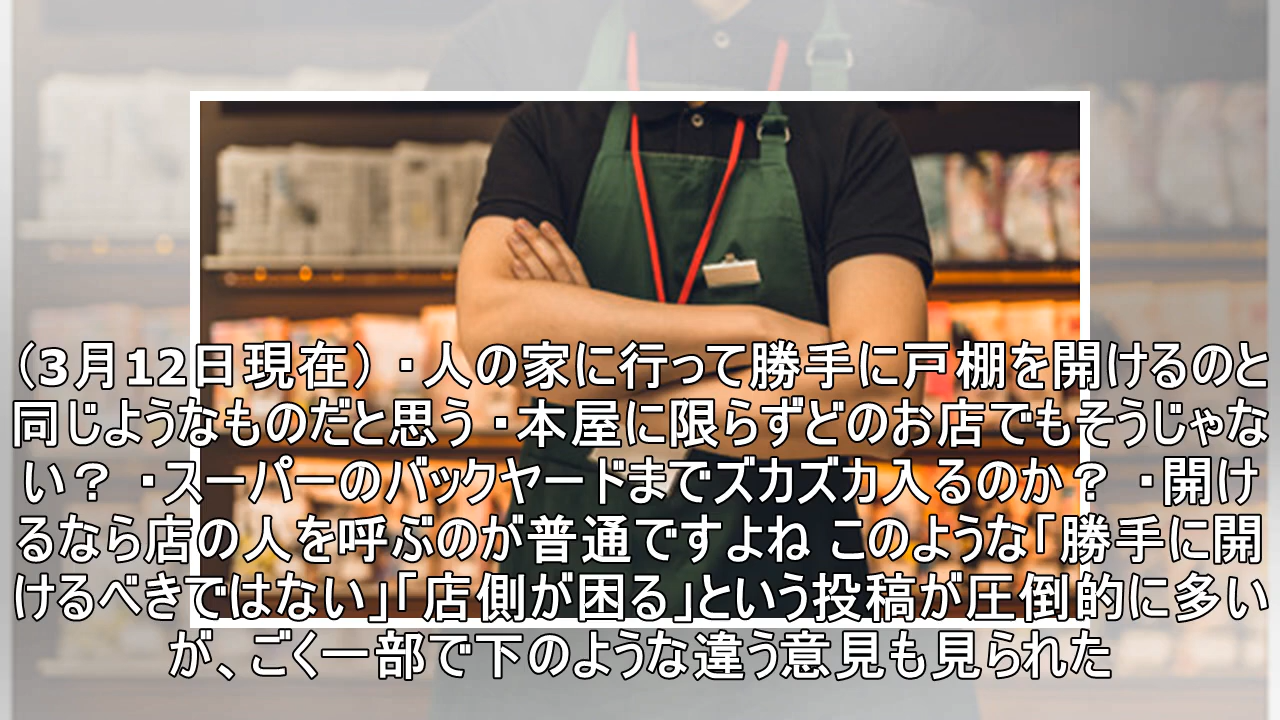 （3月12日現在）・人の家に行って勝手に戸棚を開けるのと
同じようなものだと思う・本屋に限らずどのお店でもそうじゃな
い？ ・スーパーのバックヤードまでズカズカ入るのか？ ・開け
るなら店の人を呼ぶのが普通ですよね このような「勝手に開
けるべきではない」「店側が困る」という投稿が圧倒的に多い
が、ごく一部で下のような違う意見も見られた